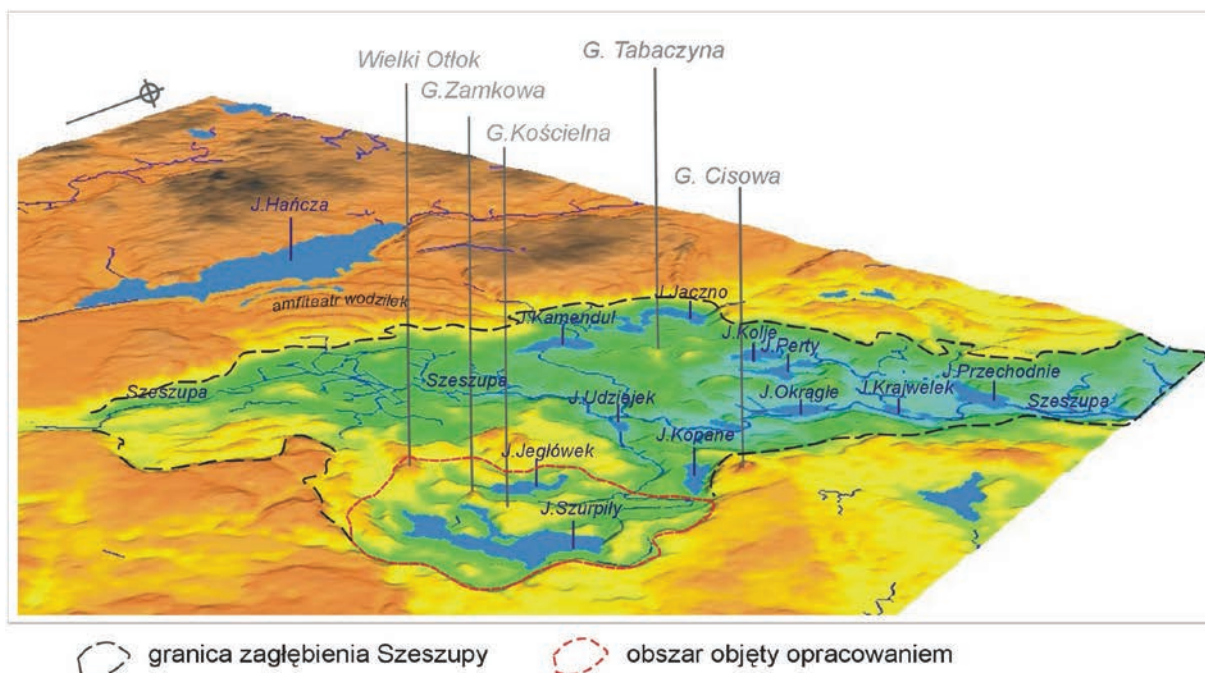 Wielki Otłok
G. Tabaczyna
G.Zamkowa
G.Kościelna
G. Cisowa
J.Hańcza
amfiteatr wodziłek
J.Jaczno
J.Kamenduł
J.Kolje
J.Perty
Szeszupa
Szeszupa
J.Przechodnie
J.Udziejek
J.Okrągłe
J.Krajwelek
Szeszupa
J.Kopane
J.Jegłówek
J.Szurpiły
granica zagłębienia Szeszupy
obszar objęty opracowaniem